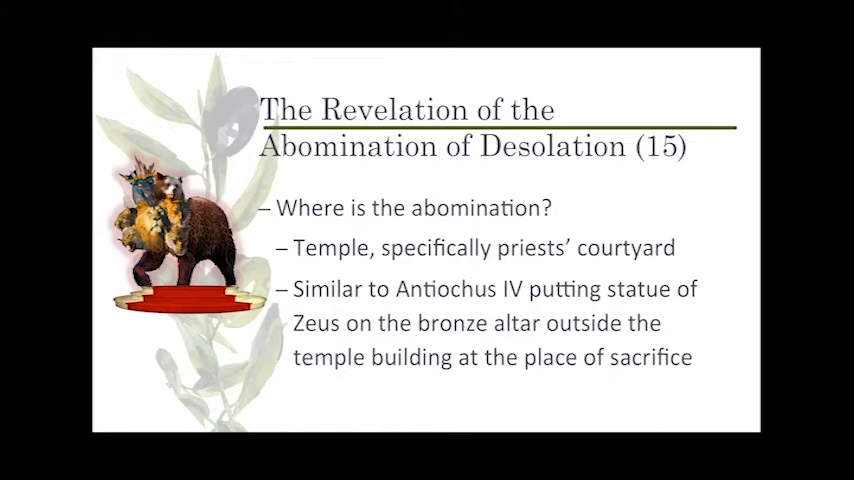 The Revelation of the
Abomination of Desolation (15)
– Where is the abomination?
– Temple, specifically priests’ courtyard
– Similar to Antiochus IV putting statue of
Zeus on the bronze altar outside the
temple building at the place of sacrifice